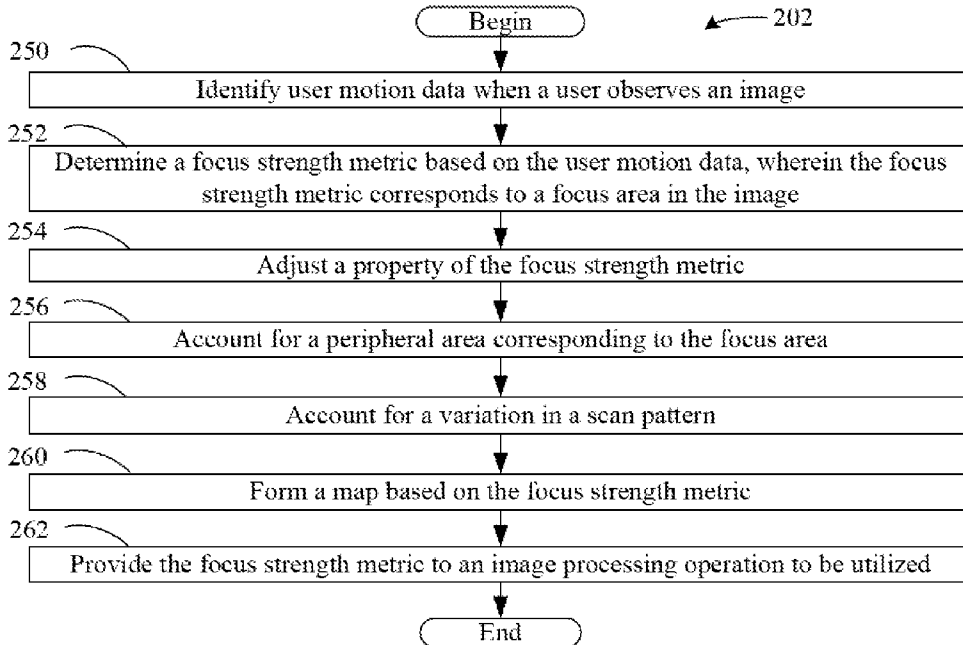 Begin
202
250
Identify user motion data when a user observes an image
252
Determine a focus strength metric based on the user motion data, wherein the focus
strength metric corresponds to a focus area in the image
254
Adjust a property of the focus strength metric
256
Account for a peripheral area corresponding to the focus area
258
Account for a variation in a scan pattern
260
Form a map based on the focus strength metric
262
Provide the focus strength metric to an image processing operation to be utilized
End